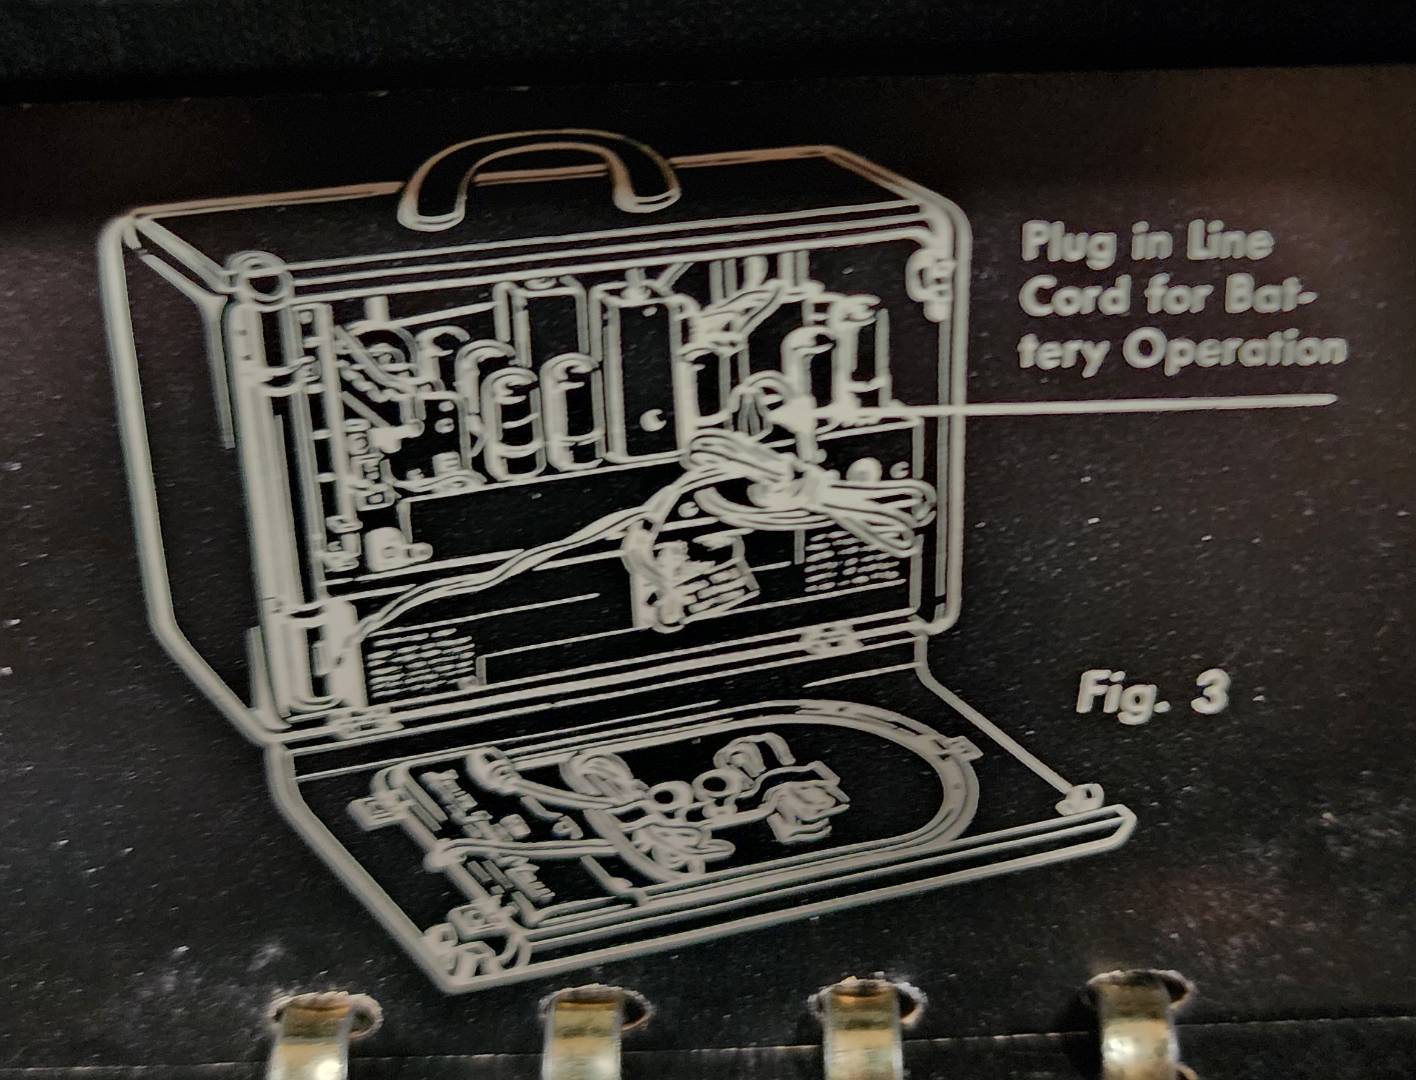 Plug in Line
Cord for Bat-
tery Operation
Fig. 3